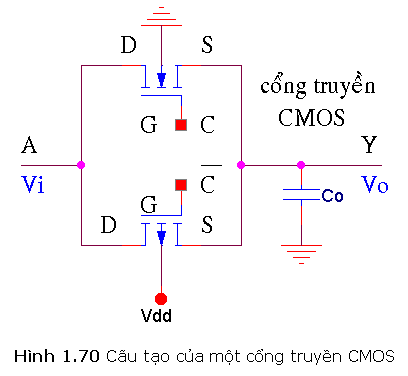 D S
cổng truyền
CMOS
G C
A Y
Vi C Vo
Co
G
D S
Vdd
Hình 1.70 Cấu tạo của một cổng truyền CMOS